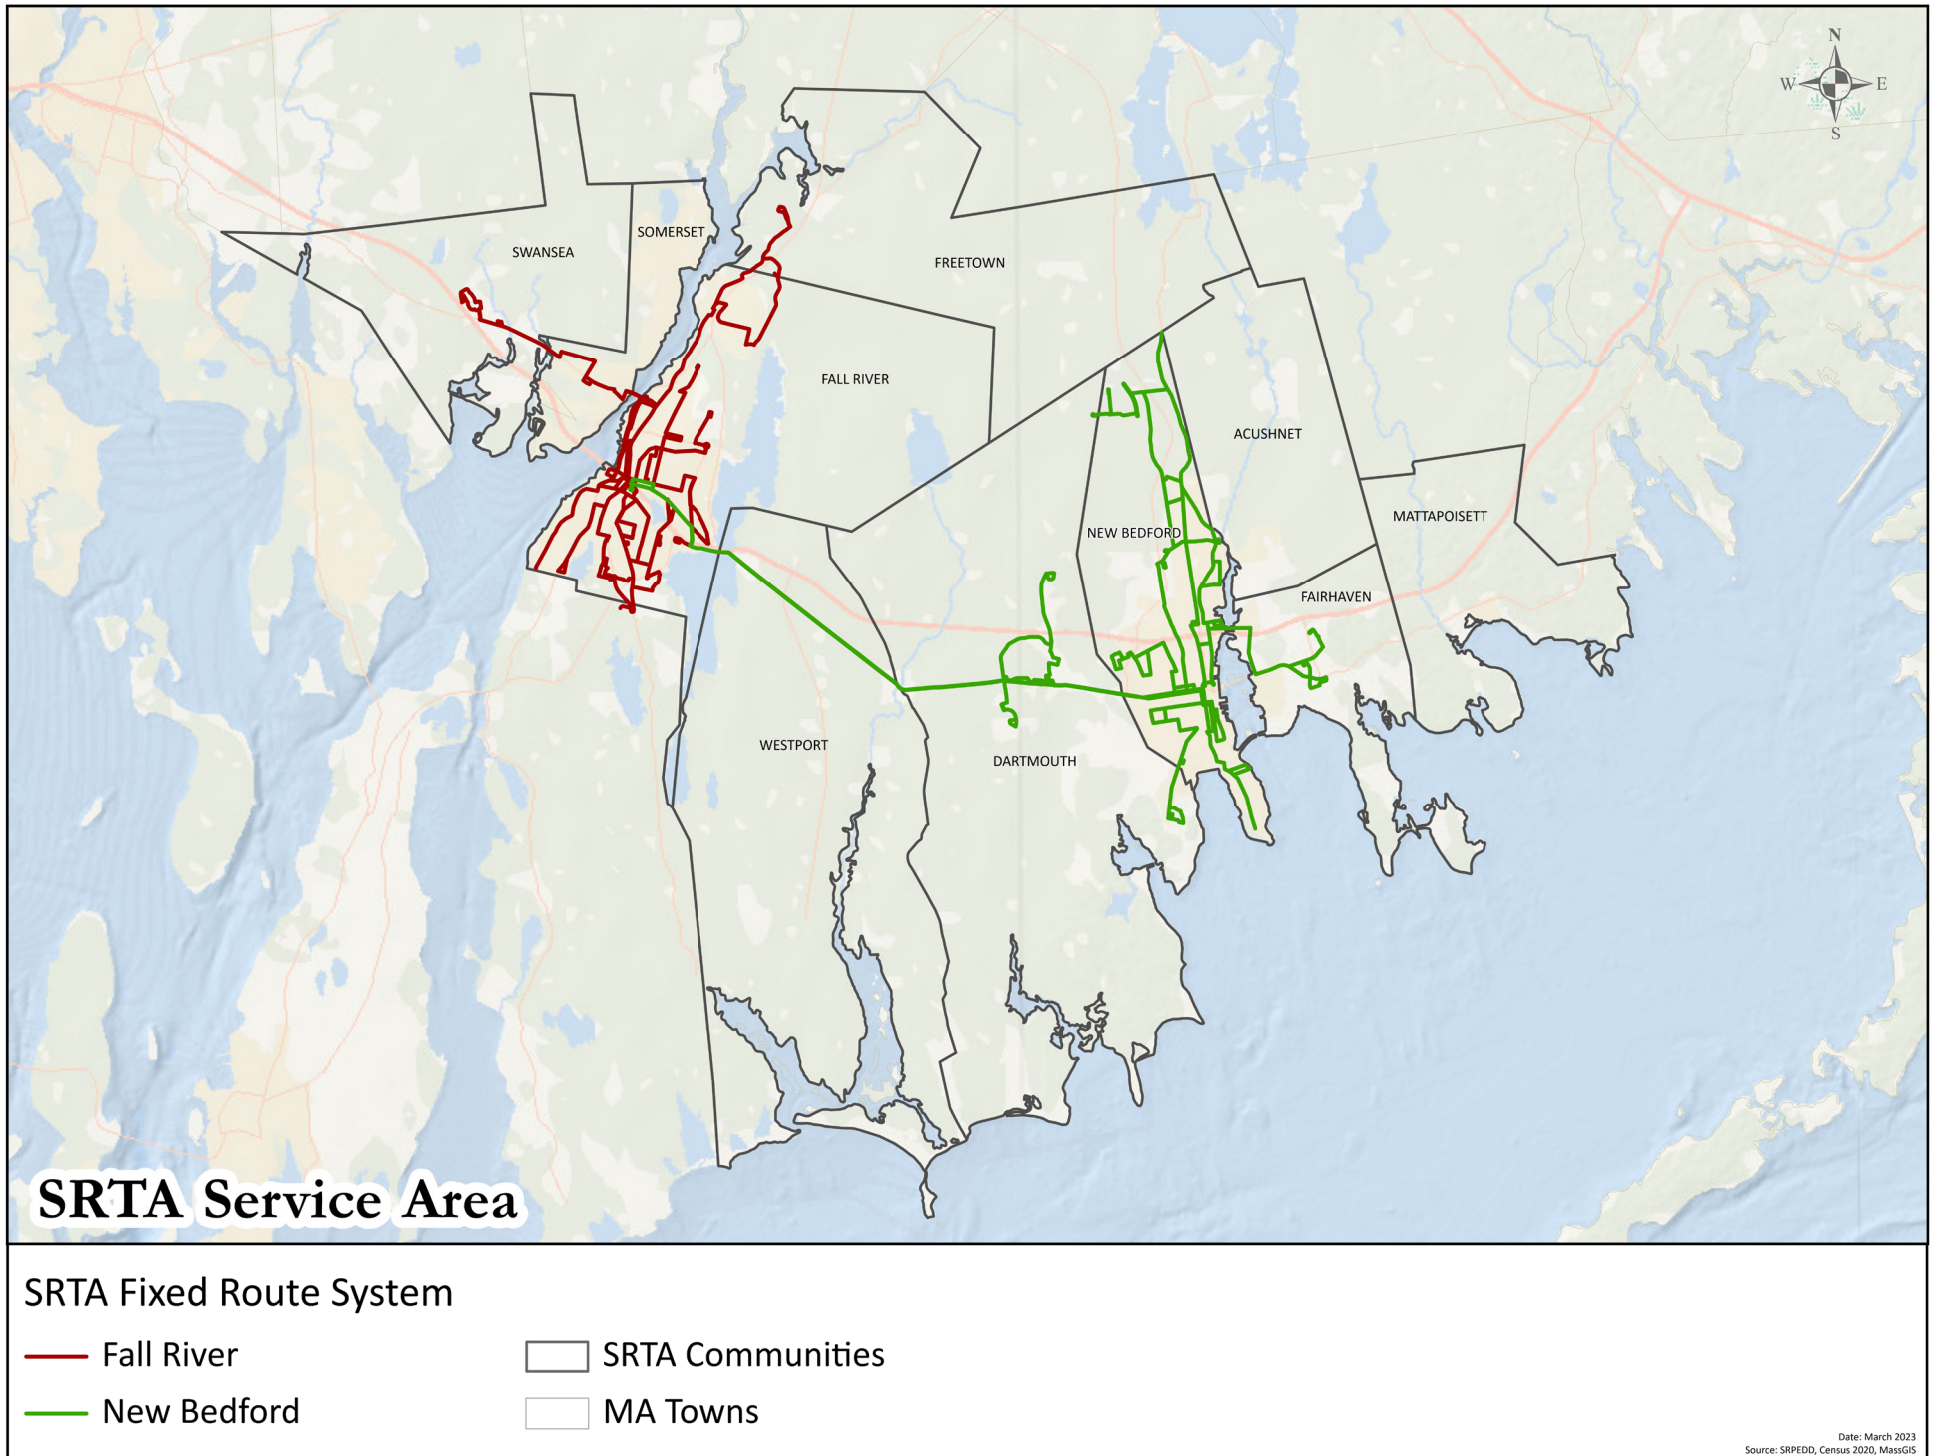 N
W E
S
SOMERSET
SWANSEA
FREETOWN
FALL RIVER
ACUSHNET
MATTAPOISETT
NEW BEDFORD
FAIRHAVEN
WESTPORT
DARTMOUTH
SRTA Service Area
SRTA Fixed Route System
Fall River
SRTA Communities
New Bedford
MA Towns
Date: March 2023
Source: SRPEDD, Census 2020, MassGIS